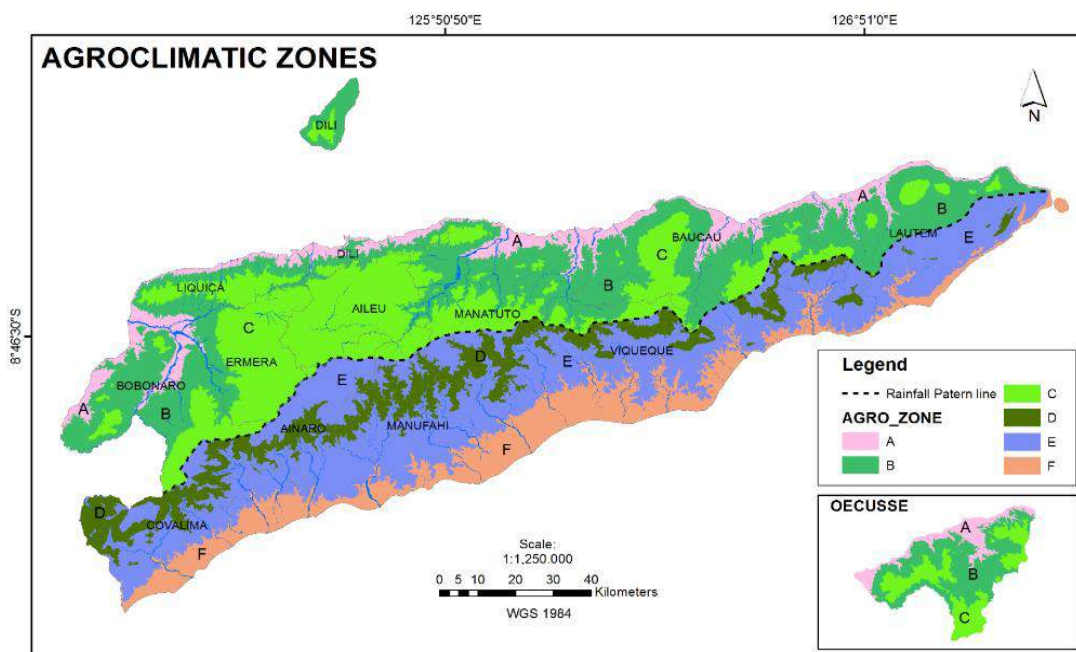 125°50'50"E
126°51'0"E
AGROCLIMATIC ZONES
N
DILI
A
B
LAUTEM
E
A
BAUCAU
C
B
DILI
LIQUIÇA
AILEU
MANATUTO
C
ERMERA
8°46'30"S
D
E
VIQUEQUE
E
BOBONARO
A
B
AINARO
MANUFAHI
F
D
COVALIMA
F
Legend
Rainfall Patern line
AGRO_ZONE
A
B
C
D
E
F
Scale:
1:1,250.000
0 5 10 20 30 40
Kilometers
WGS 1984
OECUSSE
A
B
C